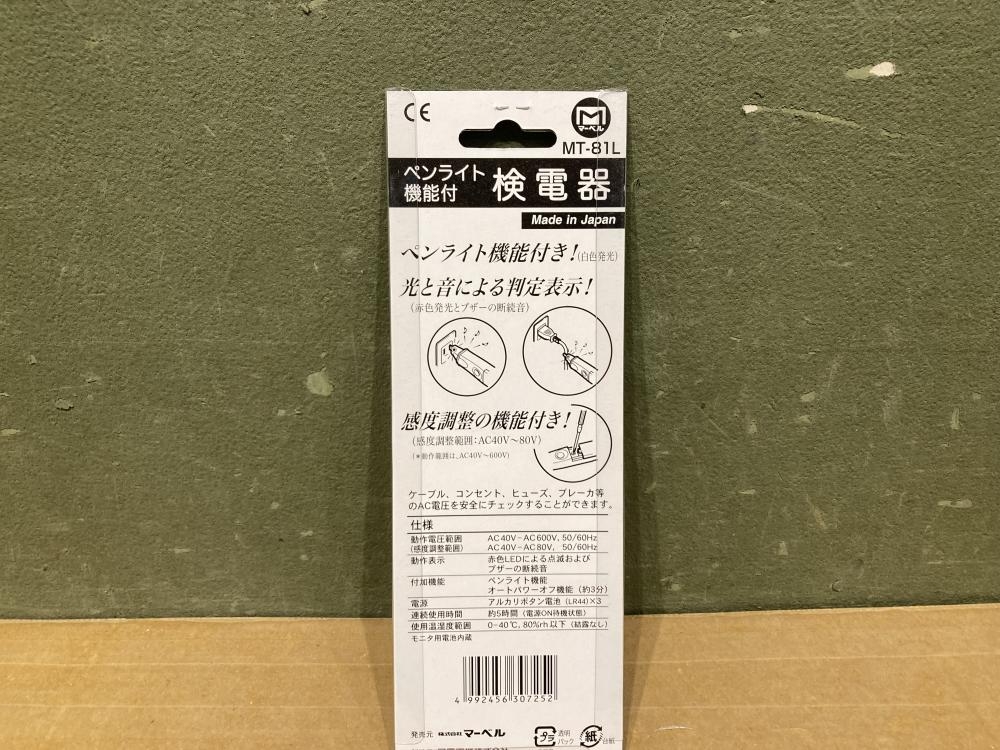 CE
M
マーベル
MT-81L
ペンライト
機能付
検電器
Made in Japan
ペンライト機能付き!(白色発光)
光と音による判定表示!
(赤色発光とブザーの断続音)
感度調整の機能付き!
(感度調整範囲:AC40V〜80V)
(*動作範囲は、AC40V〜600V)
ケーブル、コンセント、ヒューズ、ブレーカ等
のAC電圧を安全にチェックすることができます。
仕様
動作電圧範囲 AC40V−AC600V, 50/60Hz
(感度調整範囲) AC40V−AC80V, 50/60Hz
動作表示 赤色LEDによる点滅および
ブザーの断続音
付加機能 ペンライト機能
オートパワーオフ機能(約3分)
電源 アルカリボタン電池(LR44)×3
連続使用時間 約5時間(電源ON待機状態)
使用温湿度範囲 0−40℃, 80%rh以下(結露なし)
モニタ用電池内蔵
4 992456 307252
発売元 株式会社マーベル
プラ 透明
パック
紙 台紙